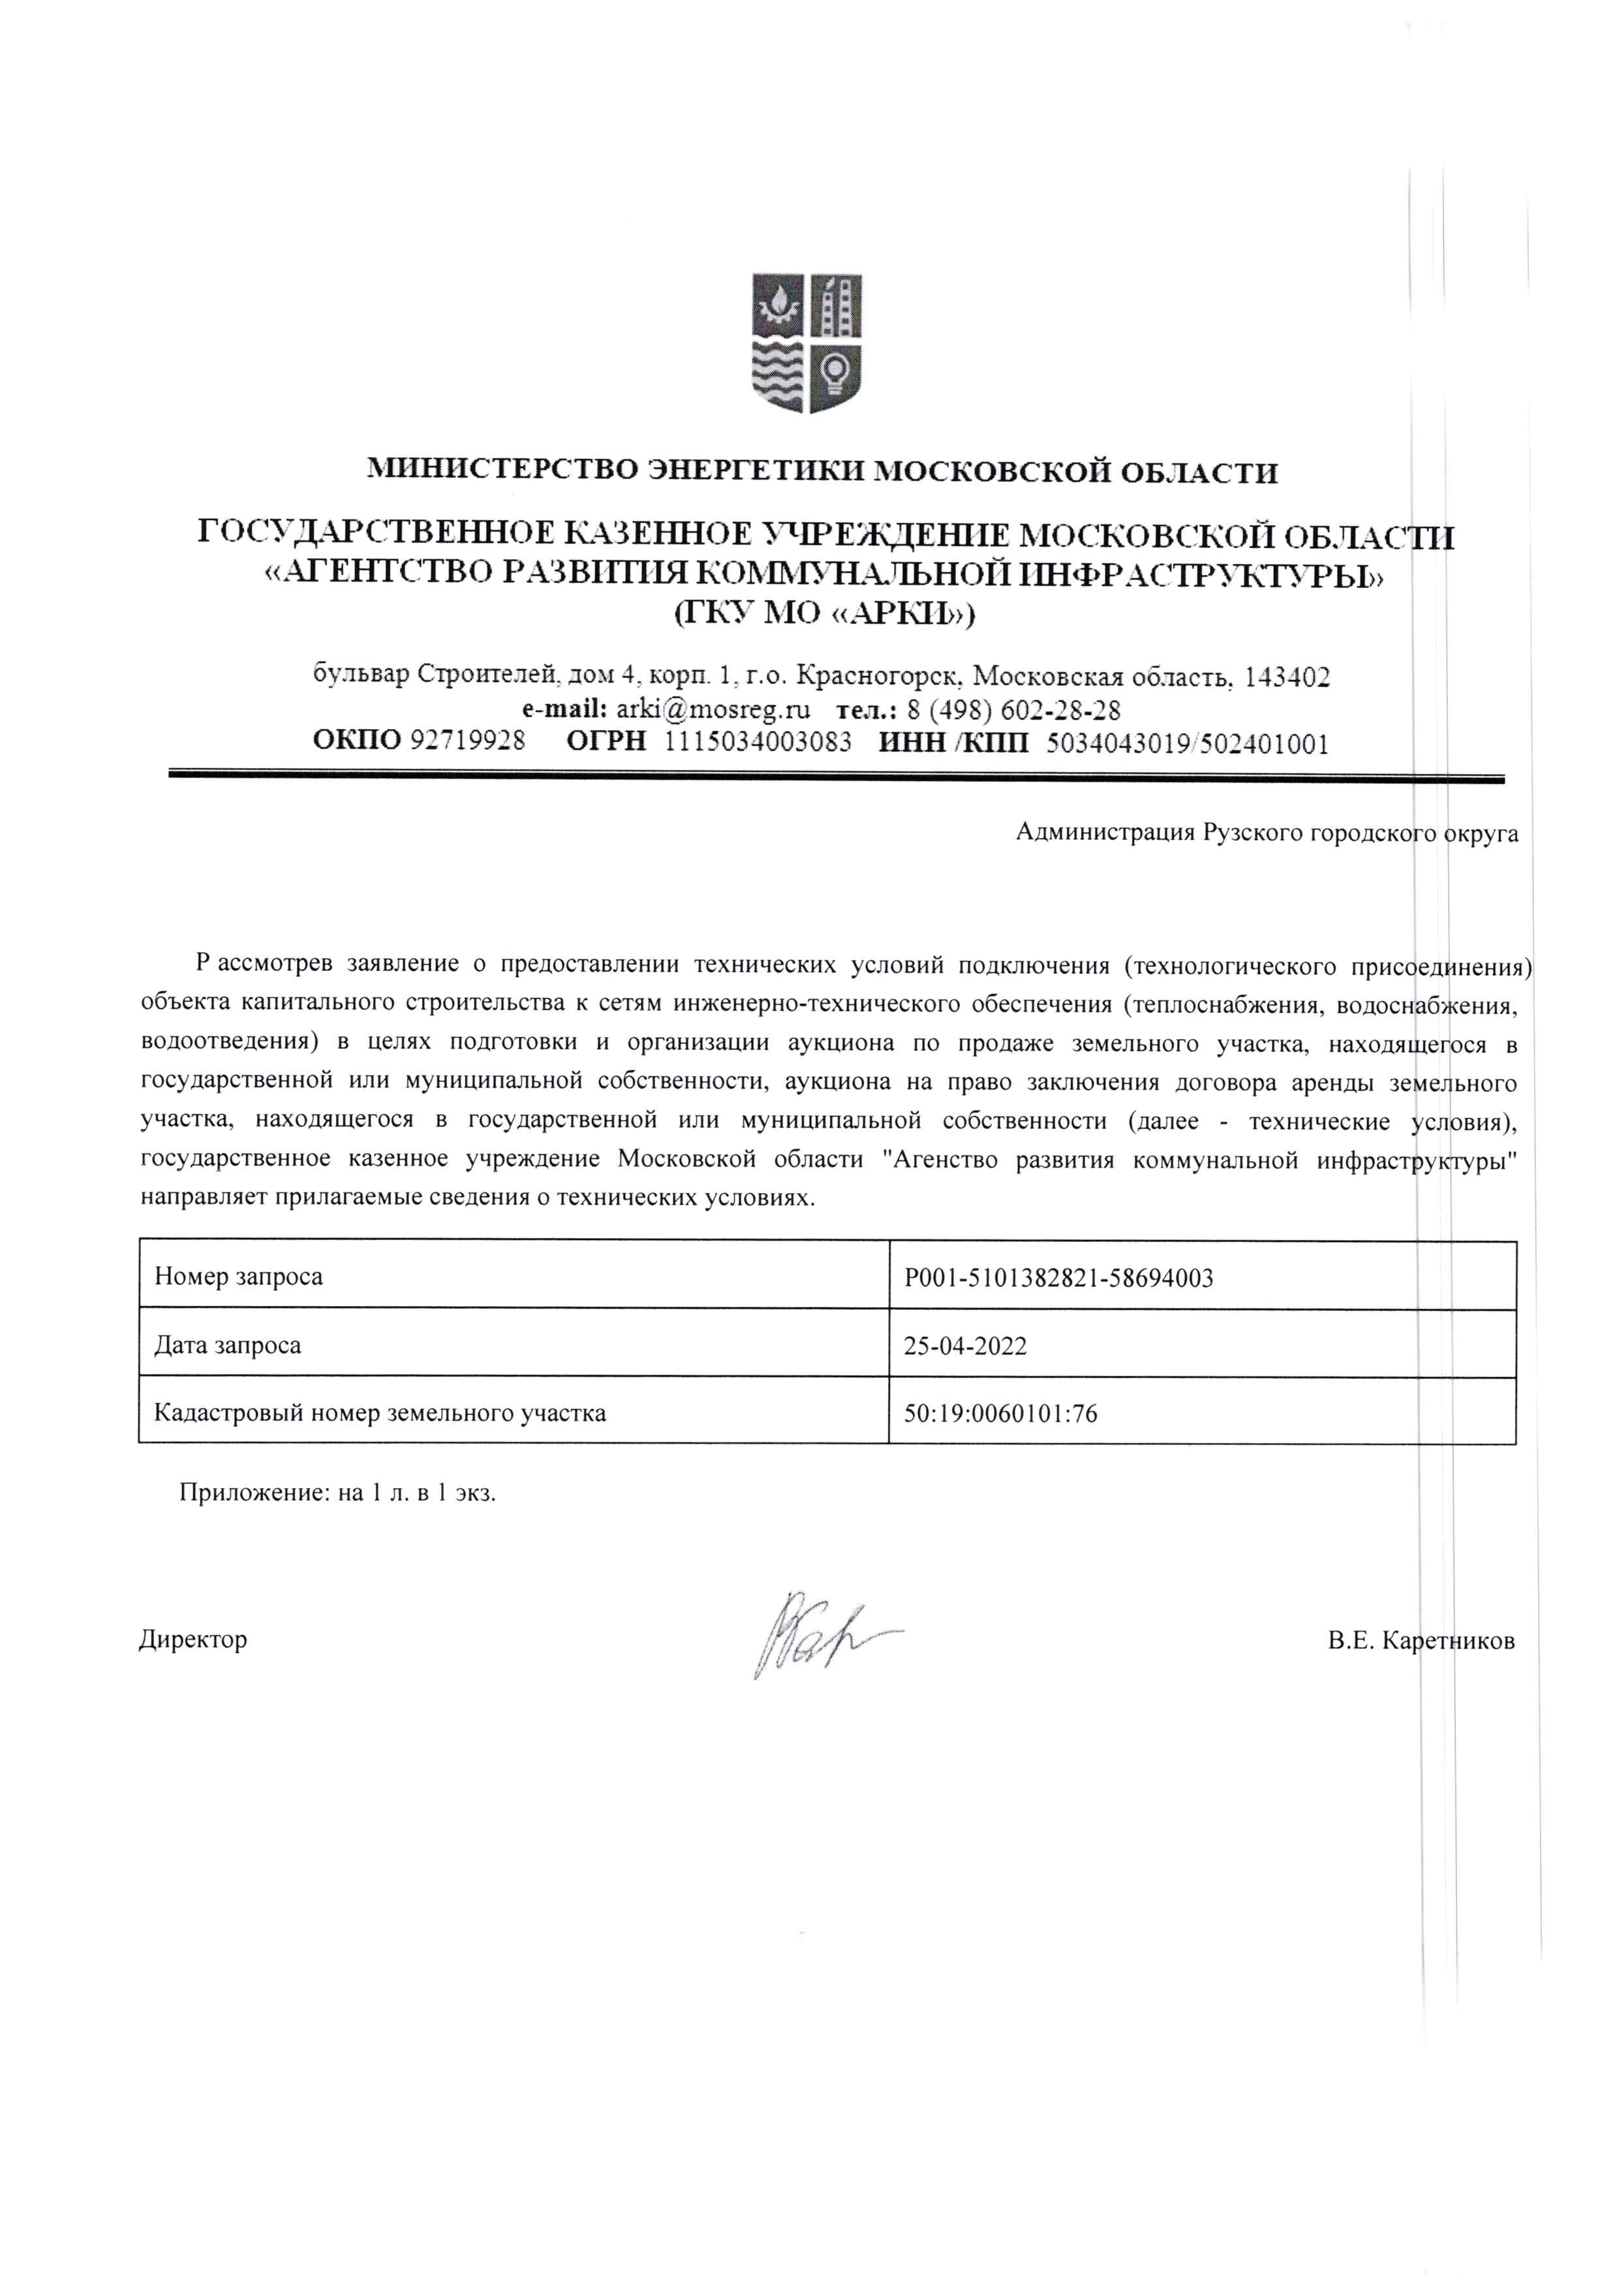 МИНИСТЕРСТВО ЭНЕРГЕТИКИ МОСКОВСКОЙ ОБЛАСТИ
ГОСУДАРСТВЕННОЕ КАЗЕННОЕ УЧРЕЖДЕНИЕ МОСКОВСКОЙ ОБЛАСТИ
«АГЕНТСТВО РАЗВИТИЯ КОММУНАЛЬНОЙ ИНФРАСТРУКТУРЫ»
(ГКУ МО «АРКИ»)
бульвар Строителей, дом 4, корп. 1, г.о. Красногорск, Московская область, 143402
e-mail: arki@mosreg.ru тел.: 8 (498) 602-28-28
ОКПО 92719928 ОГРН 1115034003083 ИНН /КПП 5034043019/502401001
Администрация Рузского городского округа
Р ассмотрев заявление о предоставлении технических условий подключения (технологического присоединения)
объекта капитального строительства к сетям инженерно-технического обеспечения (теплоснабжения, водоснабжения,
водоотведения) в целях подготовки и организации аукциона по продаже земельного участка, находящегося в
государственной или муниципальной собственности, аукциона на право заключения договора аренды земельного
участка, находящегося в государственной или муниципальной собственности (далее - технические условия),
государственное казенное учреждение Московской области "Агенство развития коммунальной инфраструктуры"
направляет прилагаемые сведения о технических условиях.
Номер запроса P001-5101382821-58694003
Дата запроса 25-04-2022
Кадастровый номер земельного участка 50:19:0060101:76
Приложение: на 1 л. в 1 экз.
Директор В.Е. Каретников